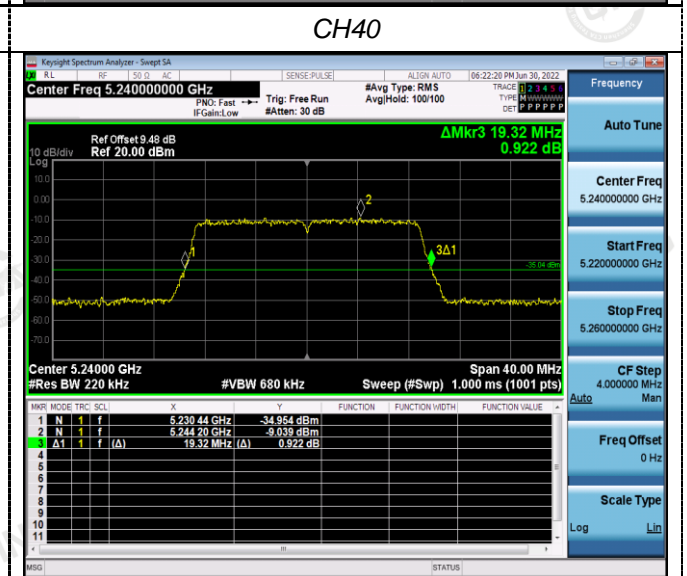 CH40
Keysight Spectrum Analyzer - Swept SA
RL RF 50 Ω AC SENSE:PULSE ALIGN AUTO 06:22:20 PM Jun 30, 2022
Center Freq 5.240000000 GHz #Avg Type: RMS TRACE 1 2 3 4 5 6
PNO: Fast Trig: Free Run Avg|Hold: 100/100 TYPE M W W W W W
IFGain:Low #Atten: 30 dB DET P P P P P P
ΔMkr3 19.32 MHz
0.922 dB
Ref Offset 9.48 dB
10 dB/div Ref 20.00 dBm
Log
10.0
0.00
-10.0
-20.0
-30.0
-40.0
-50.0
-60.0
-70.0
1
2
3Δ1
-35.04 dBm
Center 5.24000 GHz Span 40.00 MHz
#Res BW 220 kHz #VBW 680 kHz Sweep (#Swp) 1.000 ms (1001 pts)
MKR MODE TRC SCL X Y FUNCTION FUNCTION WIDTH FUNCTION VALUE
1 N 1 f 5.230 44 GHz -34.954 dBm
2 N 1 f 5.244 20 GHz -9.039 dBm
3 Δ1 1 f (Δ) 19.32 MHz (Δ) 0.922 dB
4
5
6
7
8
9
10
11
MSG STATUS
Frequency
Auto Tune
Center Freq
5.240000000 GHz
Start Freq
5.220000000 GHz
Stop Freq
5.260000000 GHz
CF Step
4.000000 MHz
Auto Man
Freq Offset
0 Hz
Scale Type
Log Lin